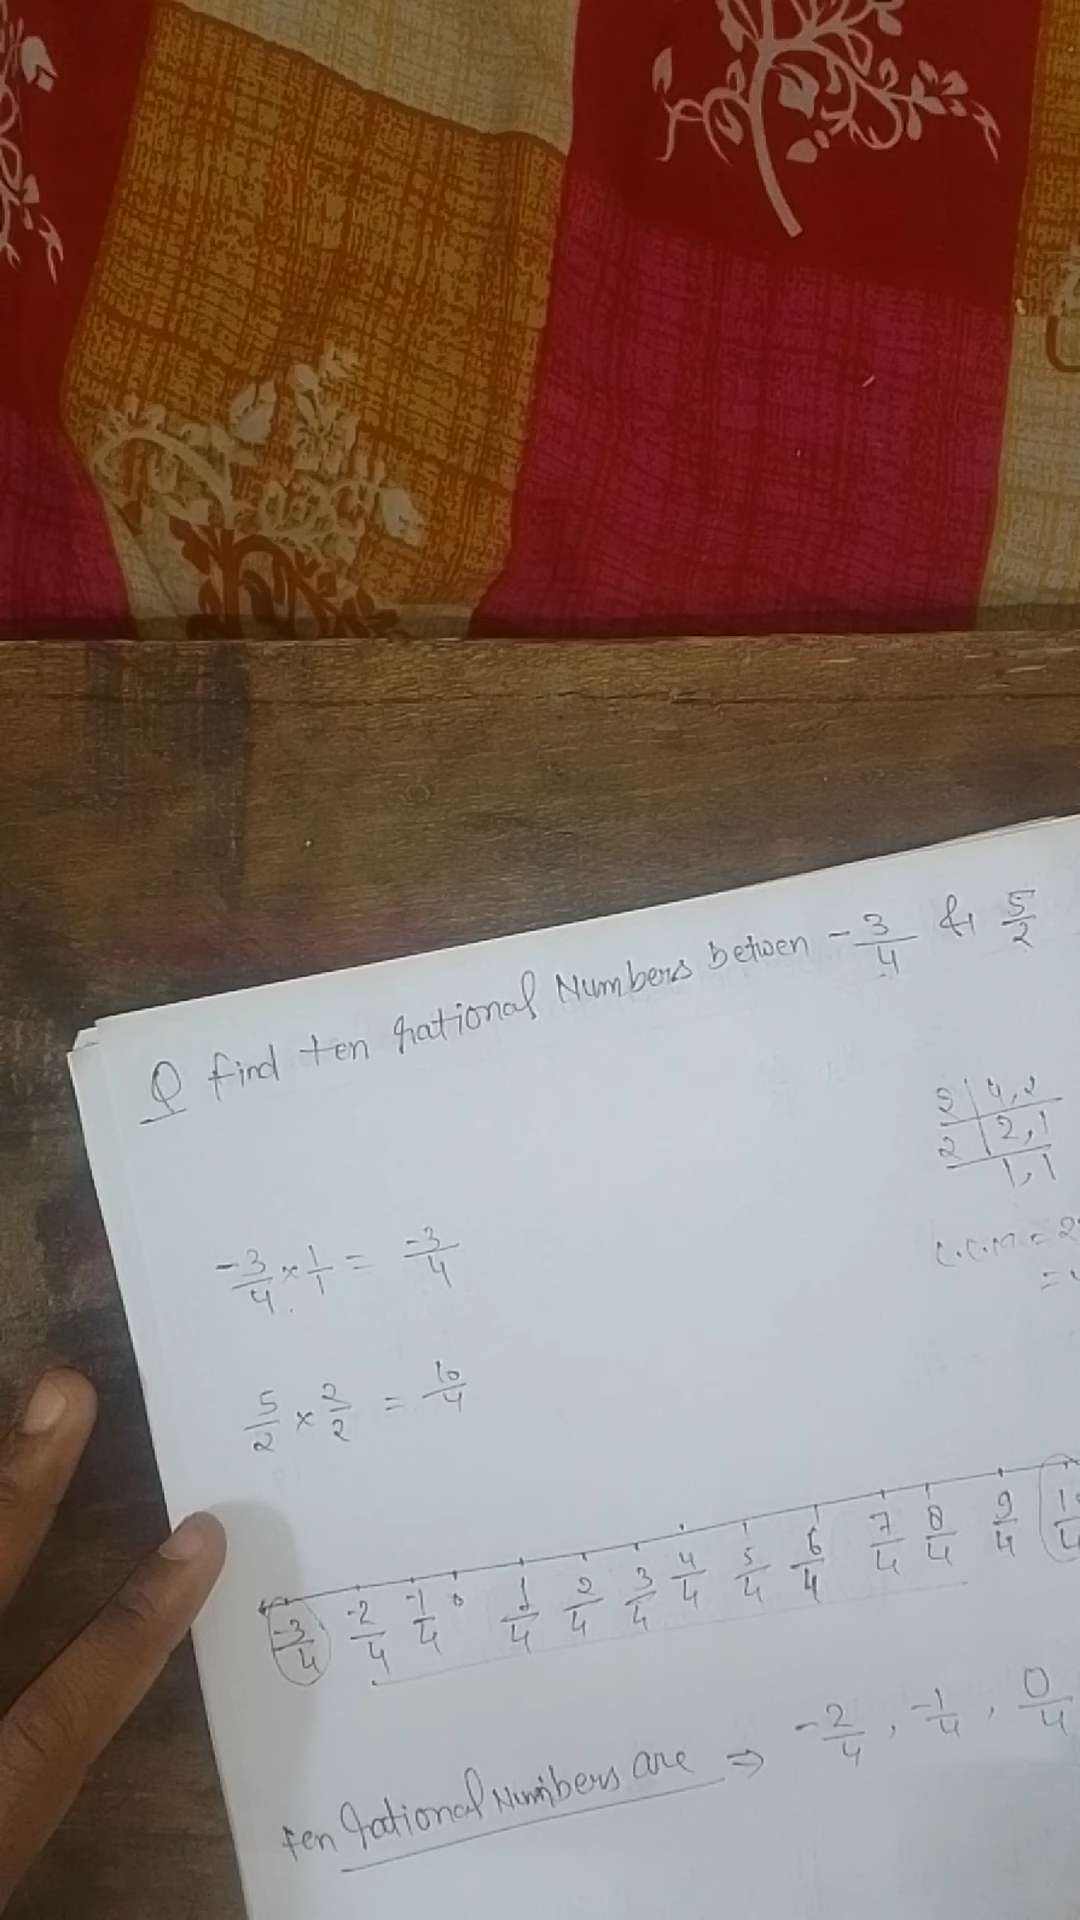 Q find ten rational Numbers betwen -3/4 & 5/2
2 | 4, 2
2 | 2, 1
1, 1
L.C.M. = 2
=
-3/4 × 1/1 = -3/4
5/2 × 2/2 = 10/4
-3/4 -2/4 -1/4 0 1/4 2/4 3/4 4/4 5/4 6/4 7/4 8/4 9/4
ten rational Numbers are ⇒ -2/4, -1/4, 0/4